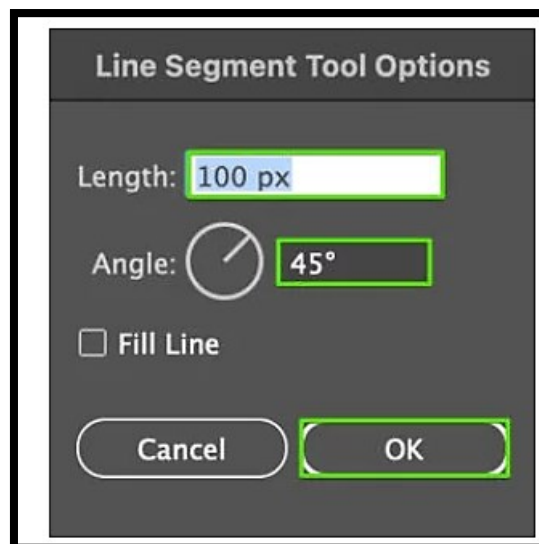 Line Segment Tool Options
Length: 100 px
Angle: 45°
Fill Line
Cancel OK